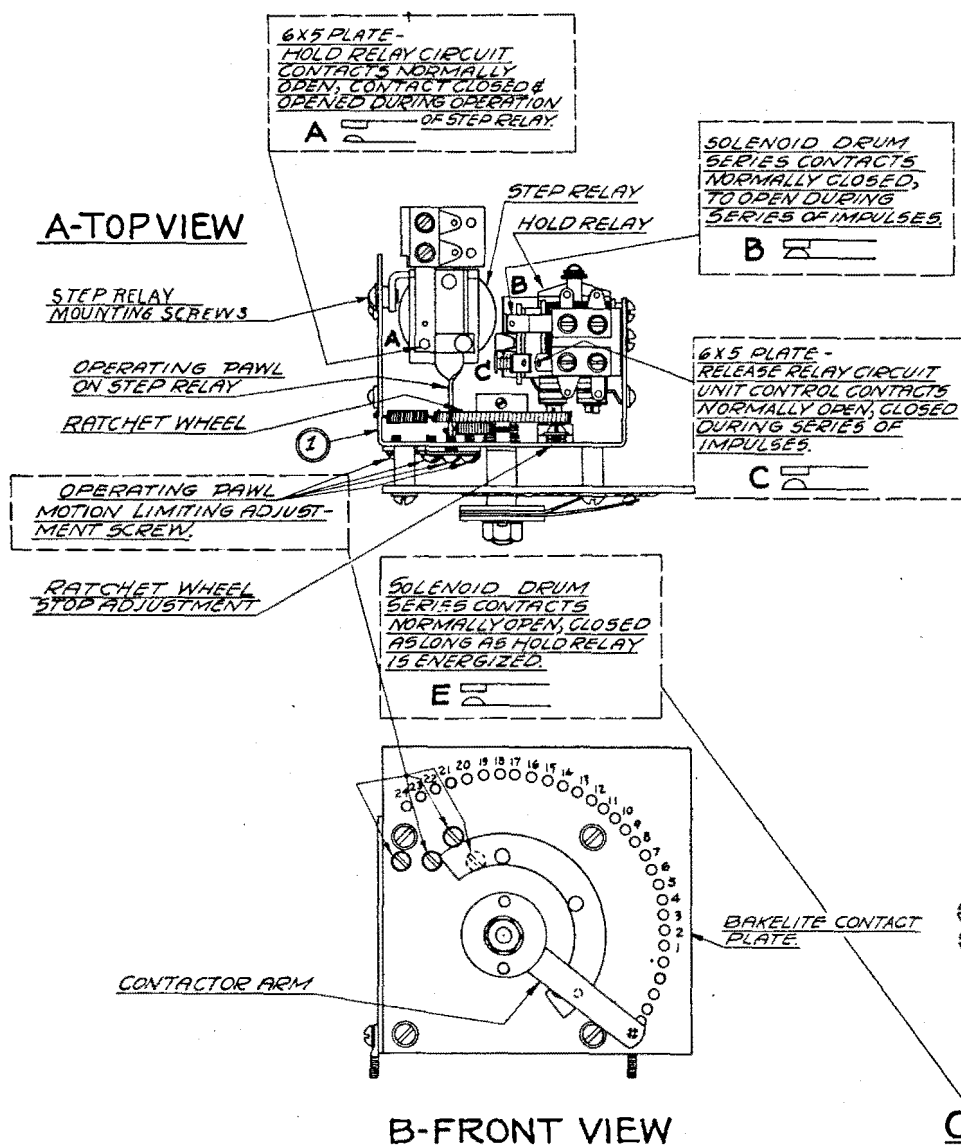 6X5 PLATE-
HOLD RELAY CIRCUIT
CONTACTS NORMALLY
OPEN, CONTACT CLOSED &
OPENED DURING OPERATION
OF STEP RELAY.
A
SOLENOID DRUM
SERIES CONTACTS
NORMALLY CLOSED,
TO OPEN DURING
SERIES OF IMPULSES.
B
A-TOP VIEW
STEP RELAY
HOLD RELAY
STEP RELAY
MOUNTING SCREWS
B
A
C
OPERATING PAWL
ON STEP RELAY
RATCHET WHEEL
1
6X5 PLATE-
RELEASE RELAY CIRCUIT
UNIT CONTROL CONTACTS
NORMALLY OPEN, CLOSED
DURING SERIES OF
IMPULSES.
C
OPERATING PAWL
MOTION LIMITING ADJUST-
MENT SCREW.
RATCHET WHEEL
STOP ADJUSTMENT
SOLENOID DRUM
SERIES CONTACTS
NORMALLY OPEN, CLOSED
AS LONG AS HOLD RELAY
IS ENERGIZED.
E
24 23 22 21 20 19 18 17 16 15 14 13 12 11 10 9 8 7 6 5 4 3 2 1
BAKELITE CONTACT
PLATE.
CONTACTOR ARM
B-FRONT VIEW
C